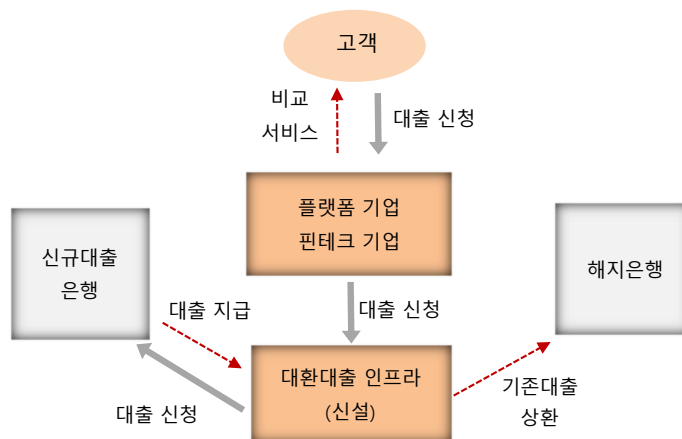 고객
비교
서비스
대출 신청
플랫폼 기업
핀테크 기업
신규대출
은행
해지은행
대출 지급
대출 신청
대환대출 인프라
(신설)
대출 신청
기존대출
상환